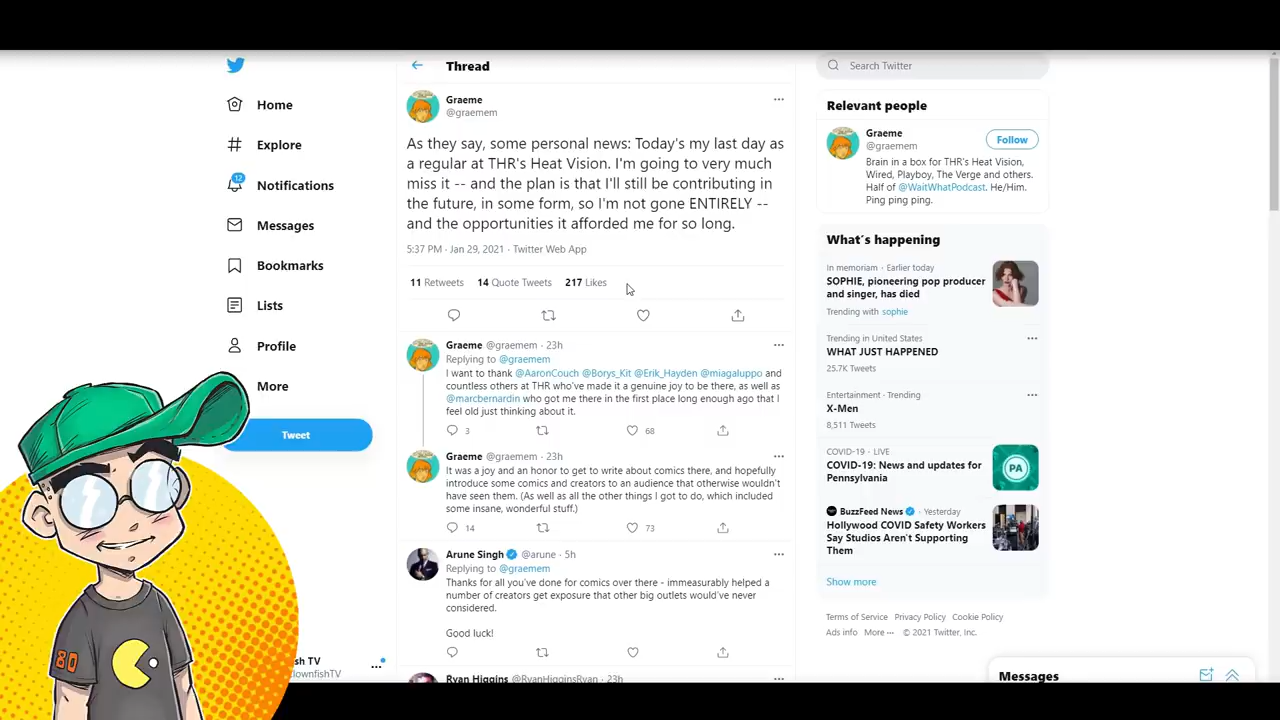 Home
Explore
12
Notifications
Messages
Bookmarks
Lists
Profile
More
Tweet
80
sh TV
lownfishTV
Thread
Graeme
@graemem
As they say, some personal news: Today's my last day as
a regular at THR's Heat Vision. I'm going to very much
miss it -- and the plan is that I'll still be contributing in
the future, in some form, so I'm not gone ENTIRELY --
and the opportunities it afforded me for so long.
5:37 PM · Jan 29, 2021 · Twitter Web App
11 Retweets 14 Quote Tweets 217 Likes
Graeme @graemem · 23h
Replying to @graemem
I want to thank @AaronCouch @Borys_Kit @Erik_Hayden @miagaluppo and
countless others at THR who've made it a genuine joy to be there, as well as
@marcbernardin who got me there in the first place long enough ago that I
feel old just thinking about it.
3 68
Graeme @graemem · 23h
It was a joy and an honor to get to write about comics there, and hopefully
introduce some comics and creators to an audience that otherwise wouldn't
have seen them. (As well as all the other things I got to do, which included
some insane, wonderful stuff.)
14 73
Arune Singh @arune · 5h
Replying to @graemem
Thanks for all you've done for comics over there - immeasurably helped a
number of creators get exposure that other big outlets would've never
considered.
Good luck!
Ryan Higgins @RyanHigginsRyan · 23h
Search Twitter
Relevant people
Graeme
@graemem
Follow
Brain in a box for THR's Heat Vision,
Wired, Playboy, The Verge and others.
Half of @WaitWhatPodcast. He/Him.
Ping ping ping.
What's happening
In memoriam · Earlier today
SOPHIE, pioneering pop producer
and singer, has died
Trending with sophie
Trending in United States
WHAT JUST HAPPENED
25.7K Tweets
Entertainment · Trending
X-Men
8,511 Tweets
COVID-19 · LIVE
COVID-19: News and updates for
Pennsylvania
PA
BuzzFeed News · Yesterday
Hollywood COVID Safety Workers
Say Studios Aren't Supporting
Them
Show more
Terms of Service Privacy Policy Cookie Policy
Ads info More ··· © 2021 Twitter, Inc.
Messages